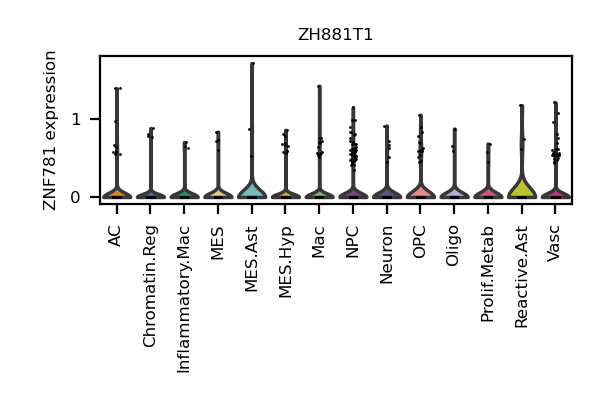 ZH881T1
ZNF781 expression
1
0
AC
Chromatin.Reg
Inflammatory.Mac
MES
MES.Ast
MES.Hyp
Mac
NPC
Neuron
OPC
Oligo
Prolif.Metab
Reactive.Ast
Vasc